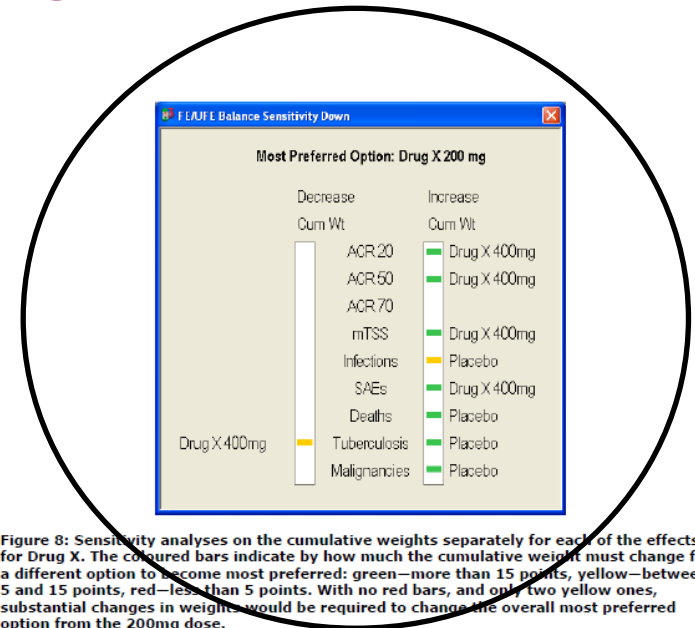 FE/UFE Balance Sensitivity Down
Most Preferred Option: Drug X 200 mg
Decrease Increase
Cum Wt Cum Wt
ACR 20 Drug X 400mg
ACR 50 Drug X 400mg
ACR 70
mTSS Drug X 400mg
Infections Placebo
SAEs Drug X 400mg
Deaths Placebo
Drug X 400mg Tuberculosis Placebo
Malignancies Placebo
Figure 8: Sensitivity analyses on the cumulative weights separately for each of the effects
for Drug X. The coloured bars indicate by how much the cumulative weight must change f
a different option to become most preferred: green—more than 15 points, yellow—betwee
5 and 15 points, red—less than 5 points. With no red bars, and only two yellow ones,
substantial changes in weights would be required to change the overall most preferred
option from the 200mg dose.